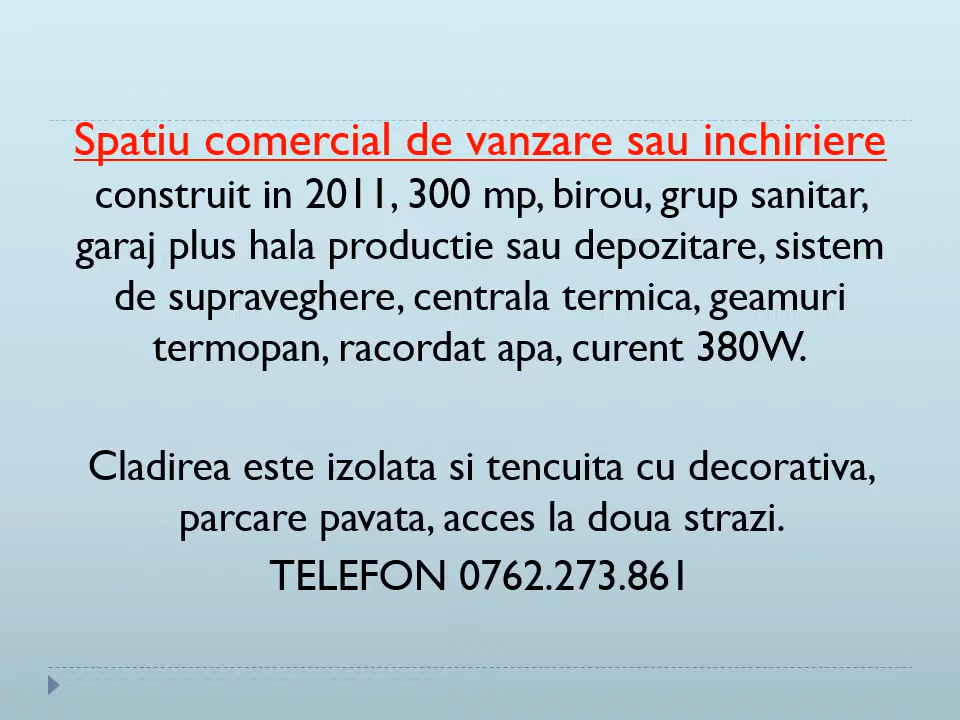 Spatiu comercial de vanzare sau inchiriere
construit in 2011, 300 mp, birou, grup sanitar,
garaj plus hala productie sau depozitare, sistem
de supraveghere, centrala termica, geamuri
termopan, racordat apa, curent 380W.
Cladirea este izolata si tencuita cu decorativa,
parcare pavata, acces la doua strazi.
TELEFON 0762.273.861